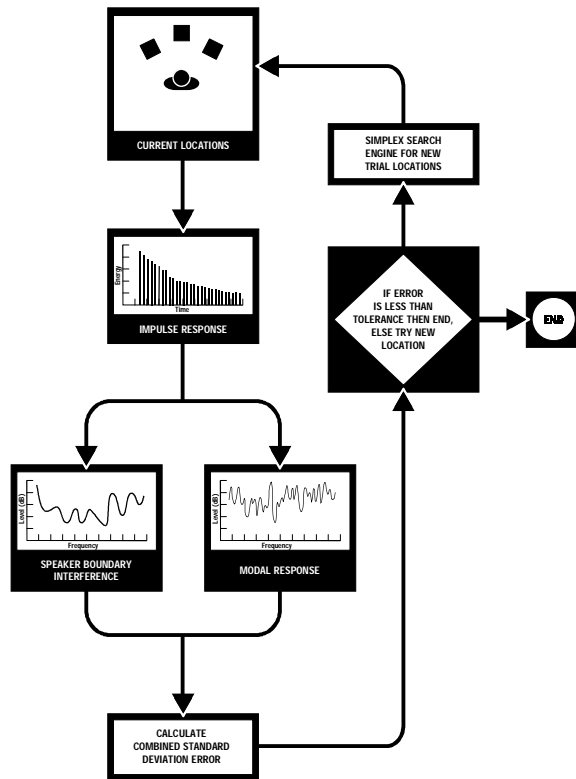 CURRENT LOCATIONS
SIMPLEX SEARCH
ENGINE FOR NEW
TRIAL LOCATIONS
Energy
Time
IMPULSE RESPONSE
IF ERROR
IS LESS THAN
TOLERANCE THEN END,
ELSE TRY NEW
LOCATION
END
Level (dB)
Frequency
SPEAKER BOUNDARY
INTERFERENCE
Level (dB)
Frequency
MODAL RESPONSE
CALCULATE
COMBINED STANDARD
DEVIATION ERROR